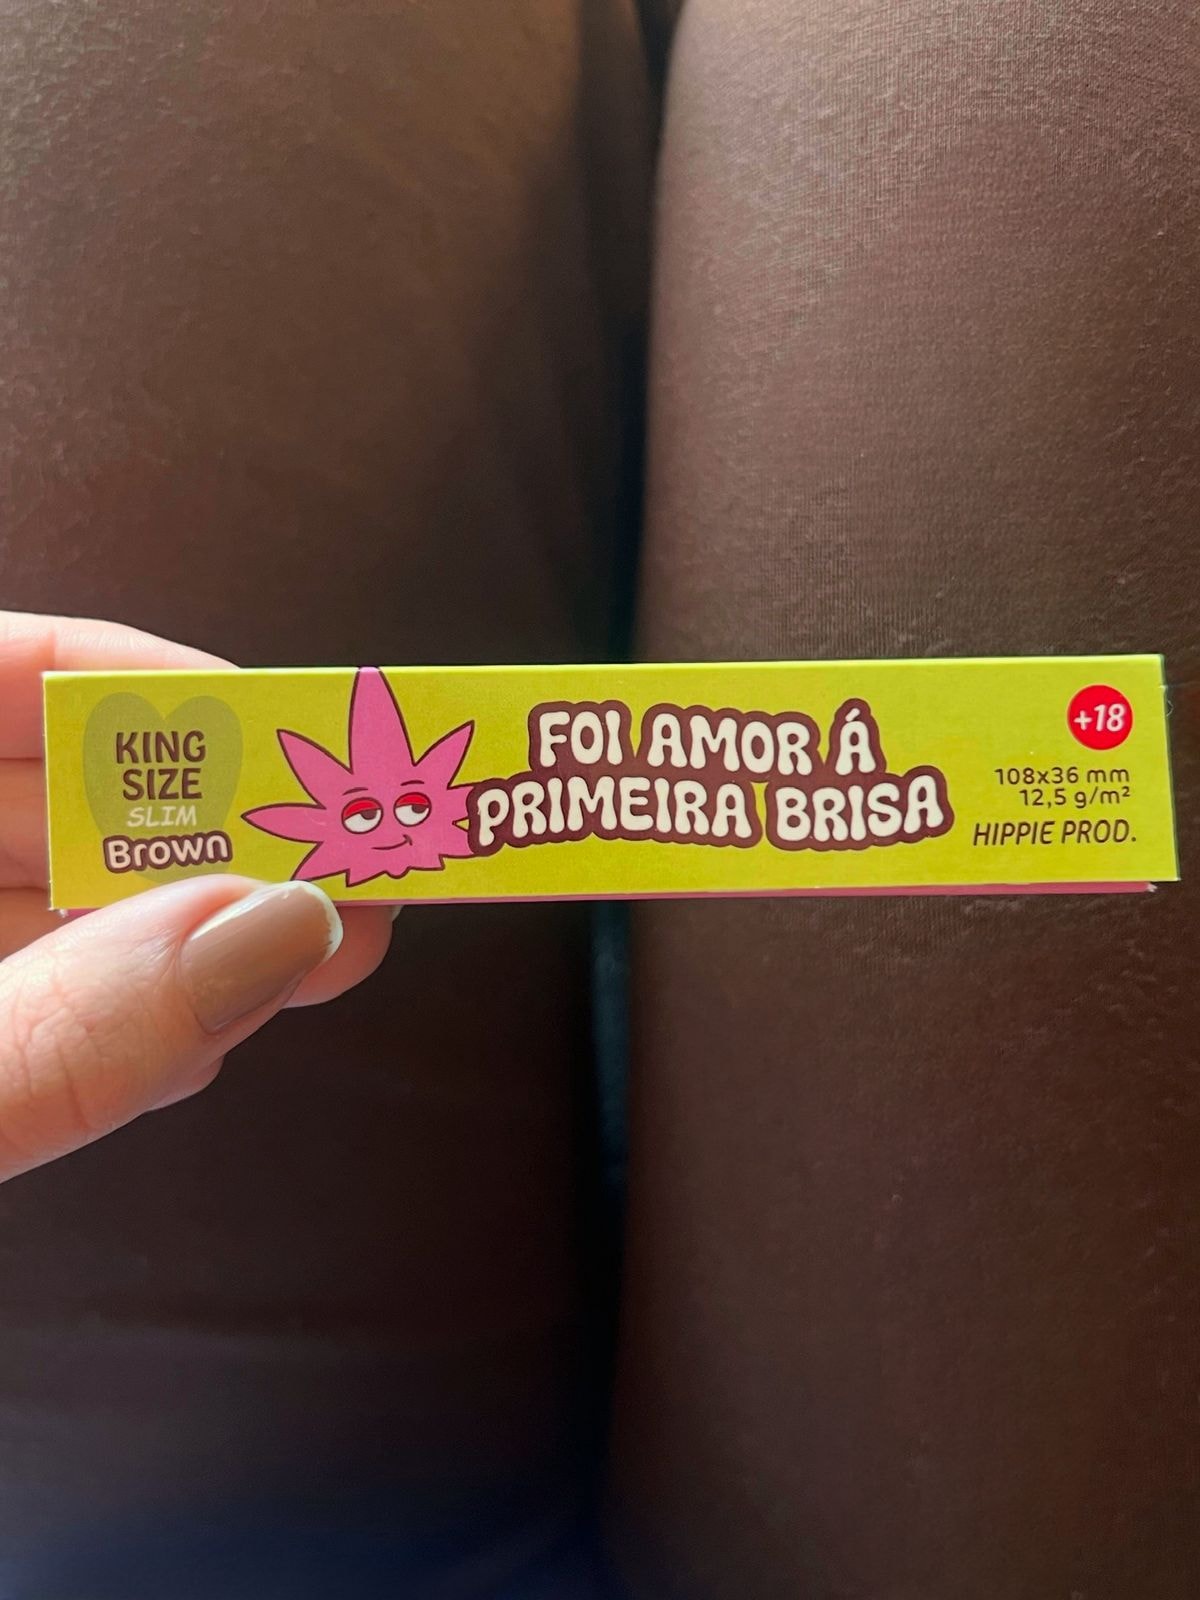 KING
SIZE
SLIM
Brown
FOI AMOR Á
PRIMEIRA BRISA
+18
108x36 mm
12,5 g/m²
HIPPIE PROD.